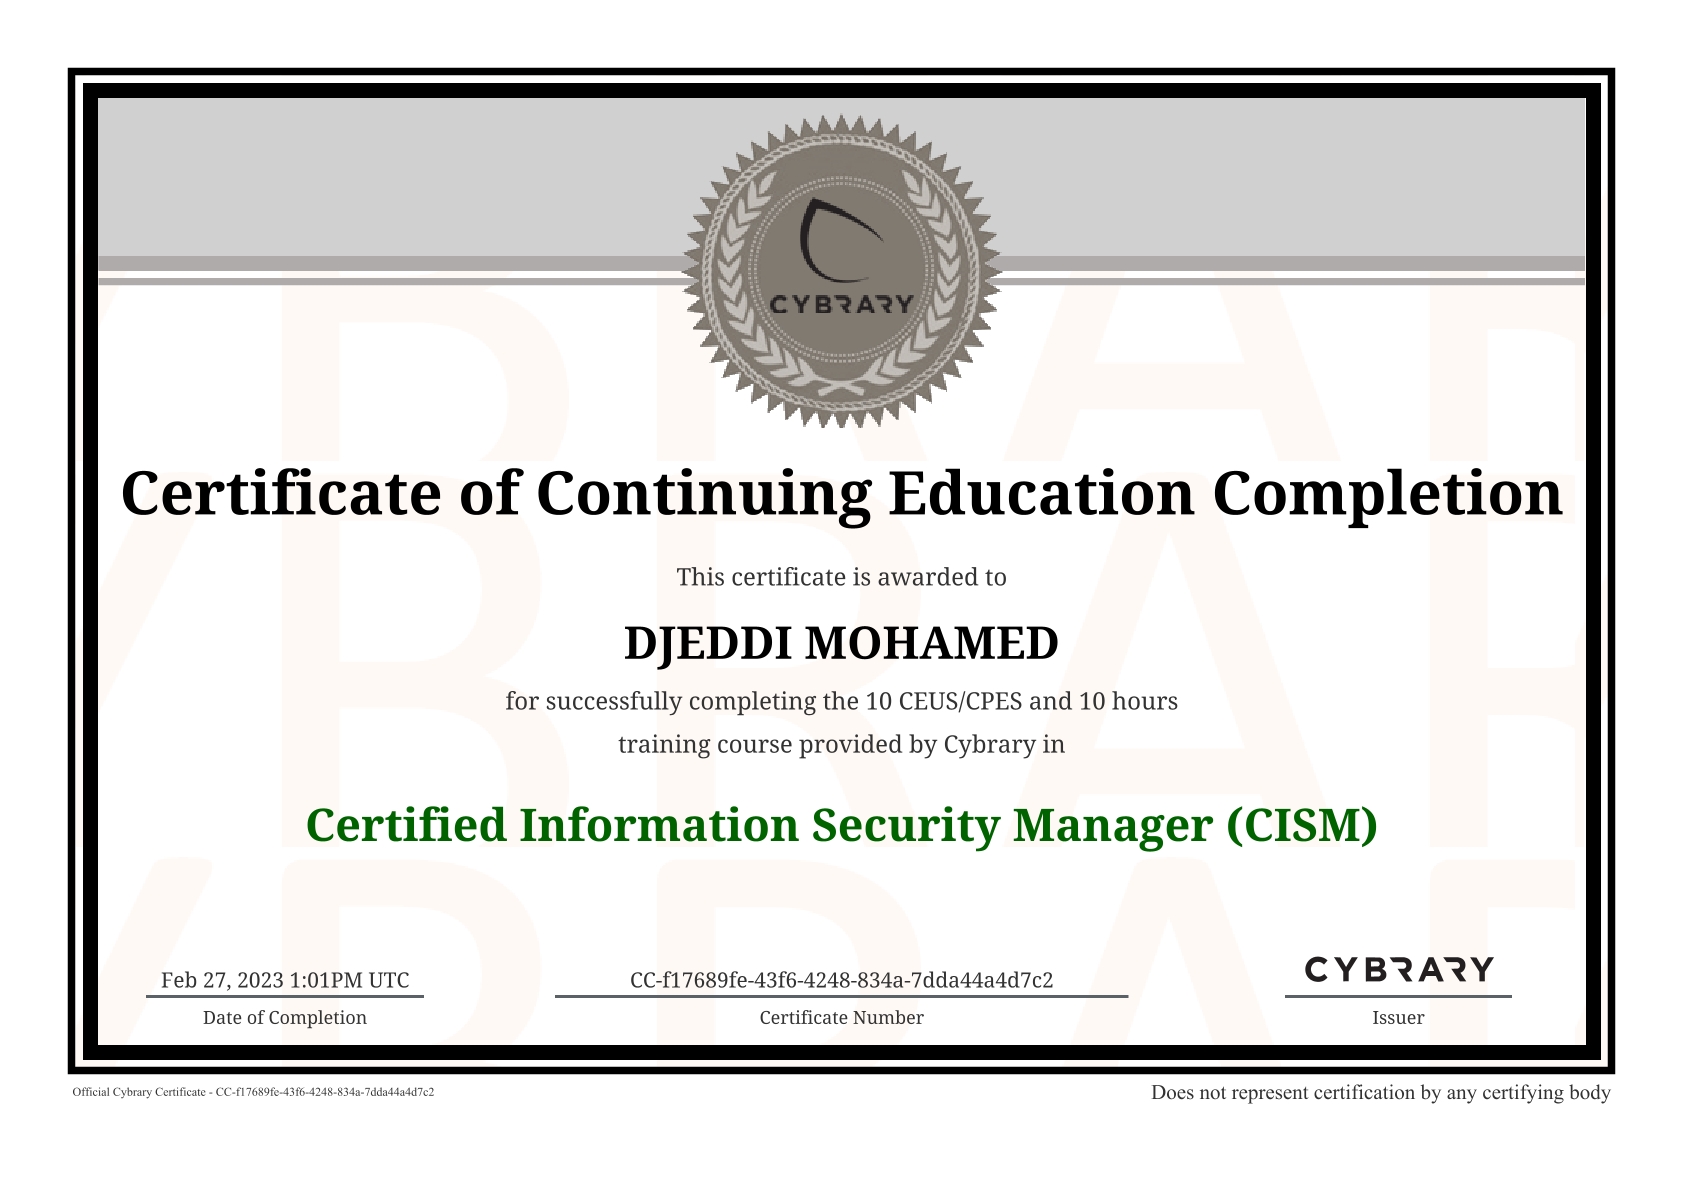 CYBRARY
Certificate of Continuing Education Completion
This certificate is awarded to
DJEDDI MOHAMED
for successfully completing the 10 CEUS/CPES and 10 hours
training course provided by Cybrary in
Certified Information Security Manager (CISM)
Feb 27, 2023 1:01PM UTC
Date of Completion
CC-f17689fe-43f6-4248-834a-7dda44a4d7c2
Certificate Number
CYBRARY
Issuer
Official Cybrary Certificate - CC-f17689fe-43f6-4248-834a-7dda44a4d7c2
Does not represent certification by any certifying body